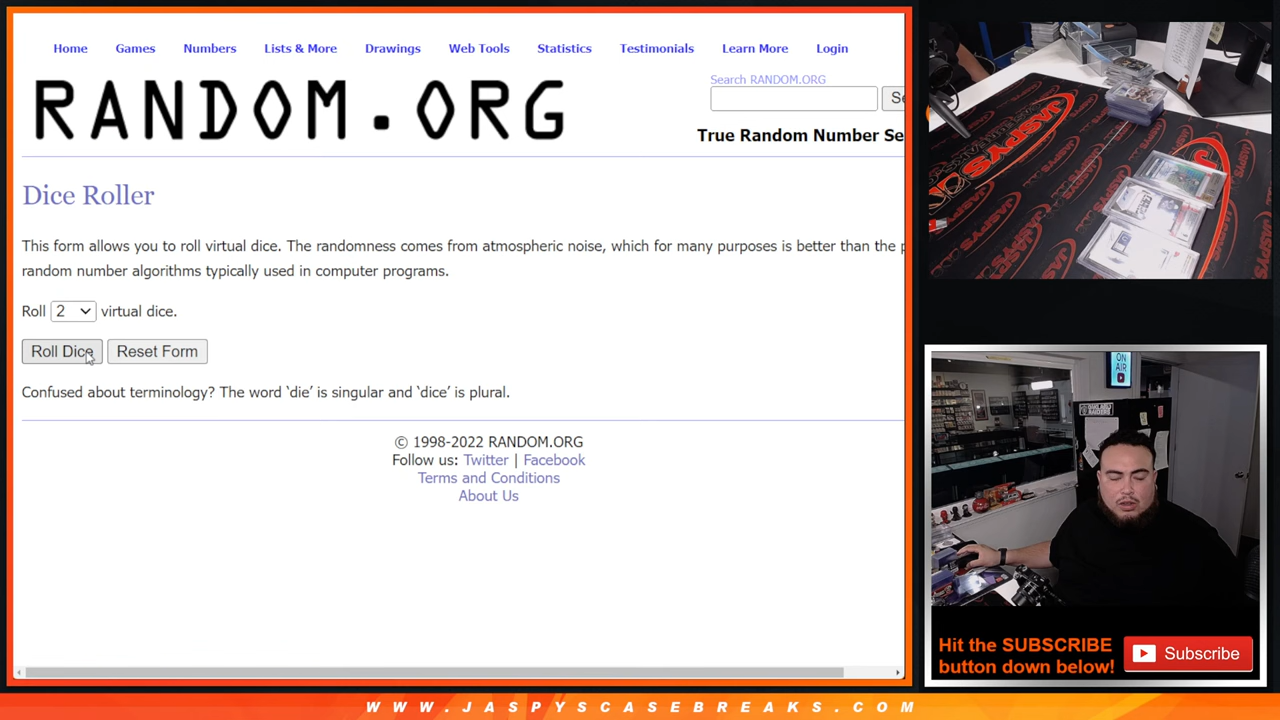 Home Games Numbers Lists & More Drawings Web Tools Statistics Testimonials Learn More Login
Search RANDOM.ORG
RANDOM.ORG
True Random Number Se
Dice Roller
This form allows you to roll virtual dice. The randomness comes from atmospheric noise, which for many purposes is better than the p
random number algorithms typically used in computer programs.
Roll 2 virtual dice.
Roll Dice Reset Form
Confused about terminology? The word ‘die’ is singular and ‘dice’ is plural.
© 1998-2022 RANDOM.ORG
Follow us: Twitter | Facebook
Terms and Conditions
About Us
JASPYS
JASPYS
ON
AIR
Hit the SUBSCRIBE
button down below!
Subscribe
WWW.JASPYSCASEBREAKS.COM